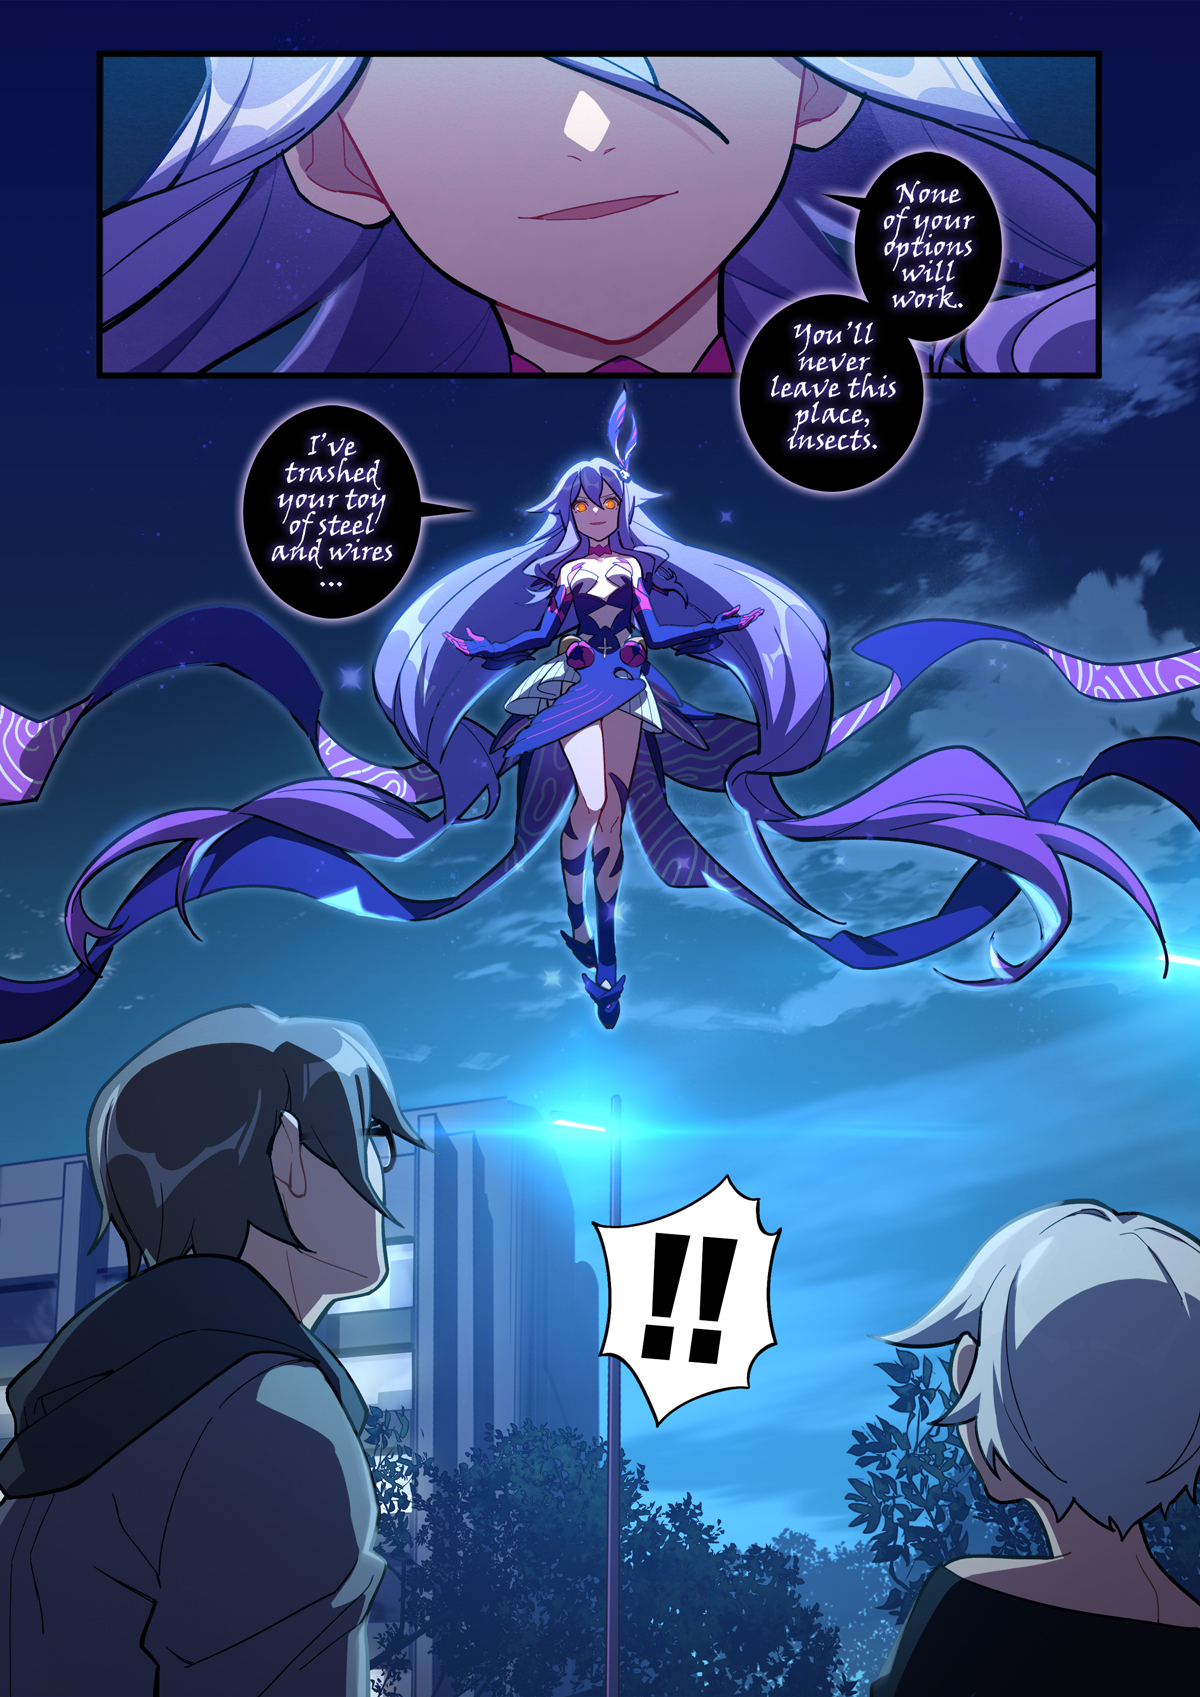 None
of your
options
will
work.
You'll
never
leave this
place,
insects.
I've
trashed
your toy
of steel
and wires
...
!!